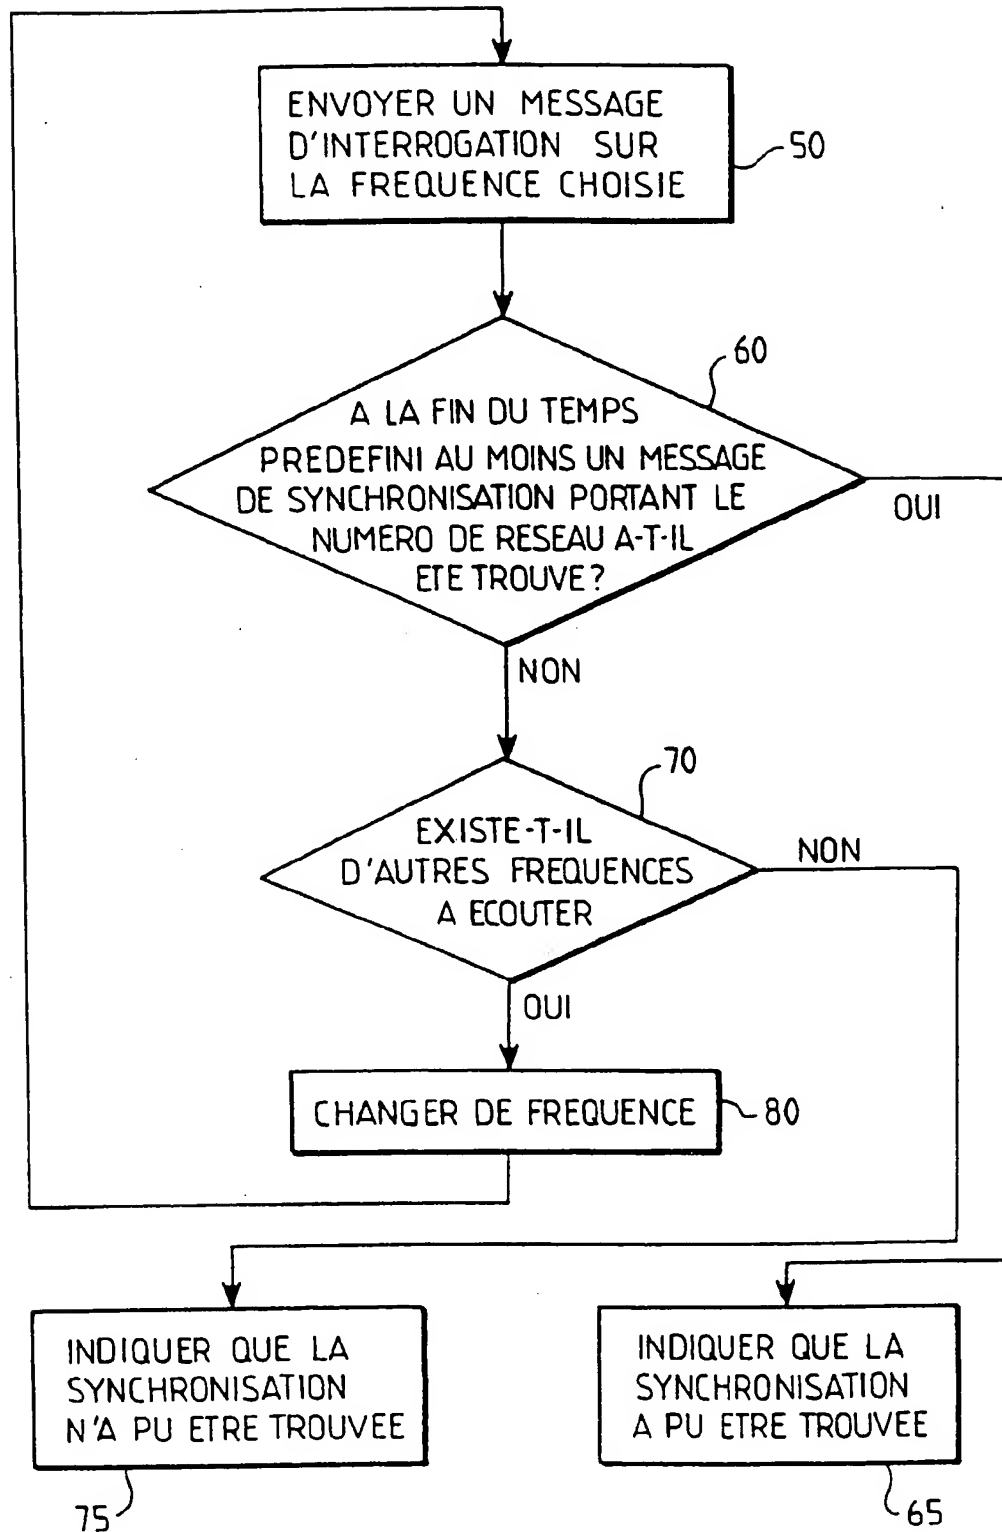 ENVOYER UN MESSAGE
D'INTERROGATION SUR
LA FREQUENCE CHOISIE
50
60
A LA FIN DU TEMPS
PREDEFINI AU MOINS UN MESSAGE
DE SYNCHRONISATION PORTANT LE
NUMERO DE RESEAU A-T-IL
ETE TROUVE?
OUI
NON
70
EXISTE-T-IL
D'AUTRES FREQUENCES
A ECOUTER
NON
OUI
CHANGER DE FREQUENCE
80
INDIQUER QUE LA
SYNCHRONISATION
N'A PU ETRE TROUVEE
75
INDIQUER QUE LA
SYNCHRONISATION
A PU ETRE TROUVEE
65